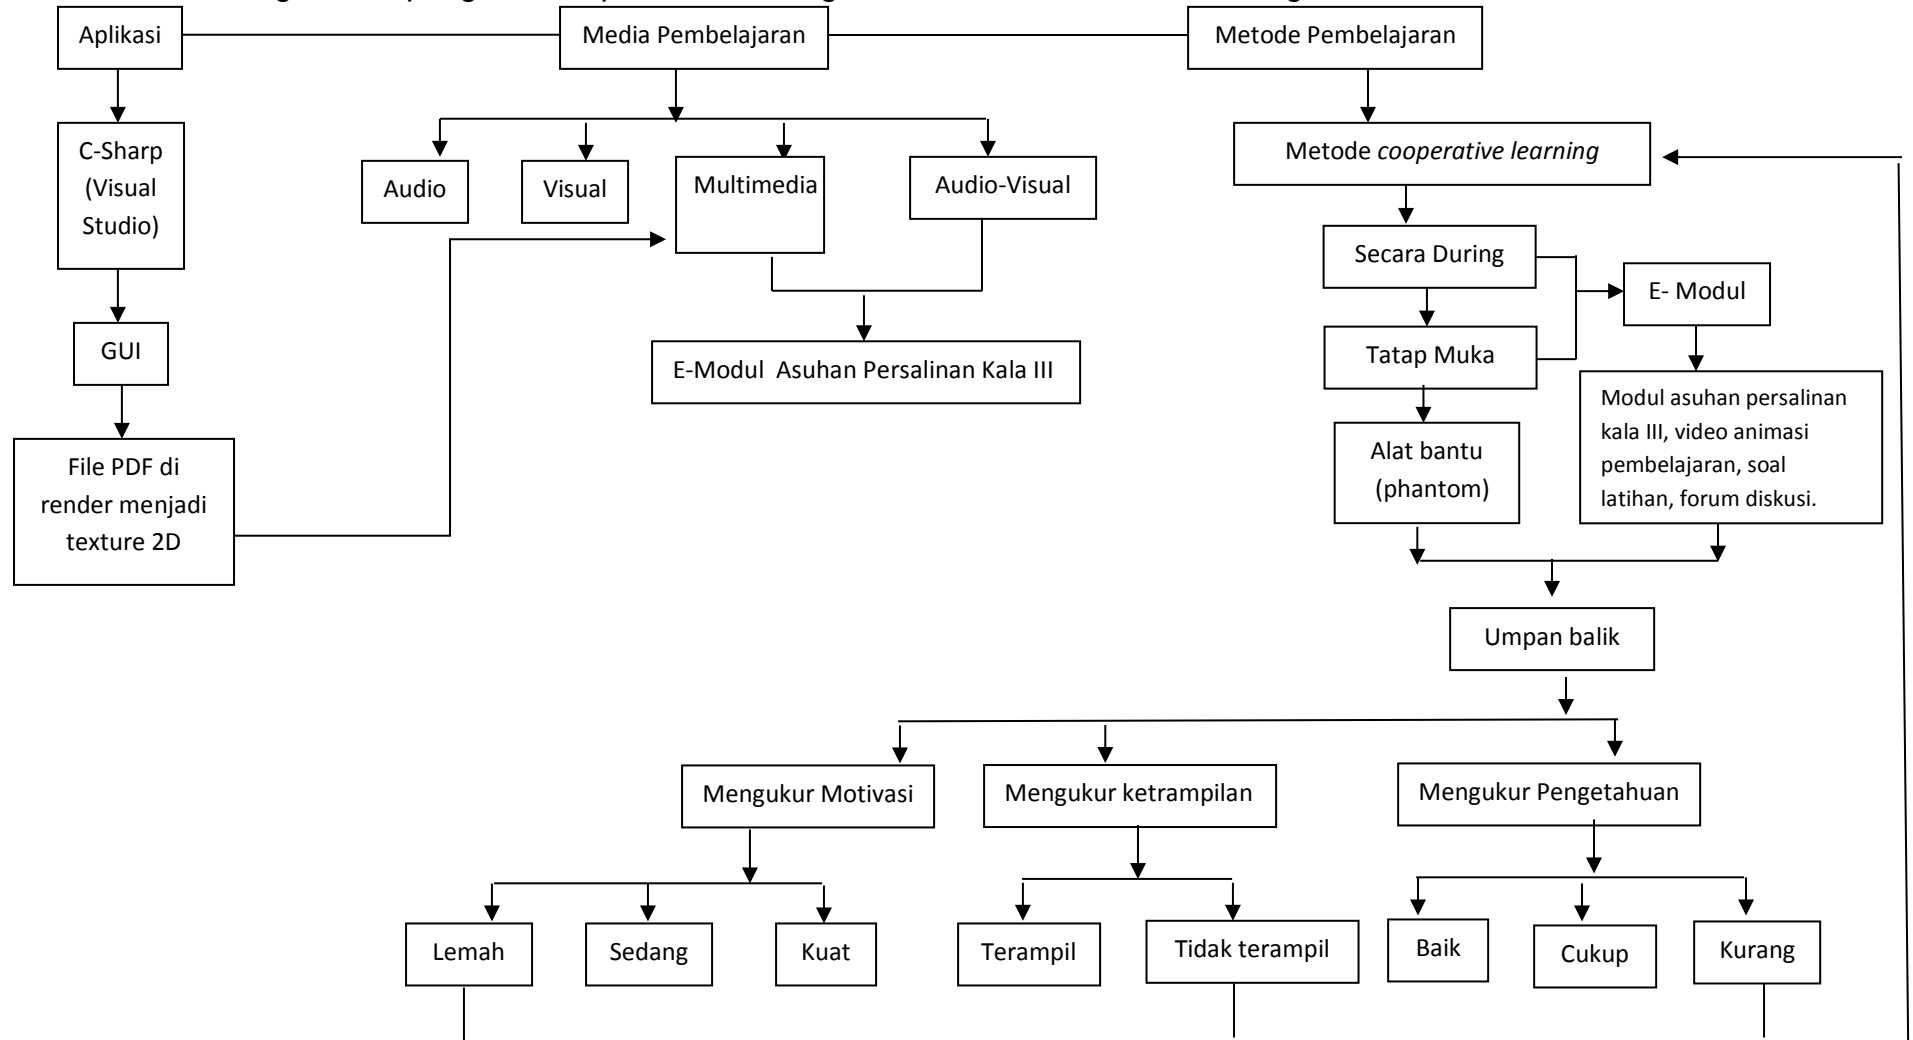 Aplikasi
Media Pembelajaran
Metode Pembelajaran
C-Sharp
(Visual
Studio)
Audio
Visual
Multimedia
Audio-Visual
Metode cooperative learning
Secara During
E- Modul
GUI
Tatap Muka
E-Modul Asuhan Persalinan Kala III
File PDF di
render menjadi
texture 2D
Alat bantu
(phantom)
Modul asuhan persalinan
kala III, video animasi
pembelajaran, soal
latihan, forum diskusi.
Umpan balik
Mengukur Motivasi
Mengukur ketrampilan
Mengukur Pengetahuan
Lemah
Sedang
Kuat
Terampil
Tidak terampil
Baik
Cukup
Kurang